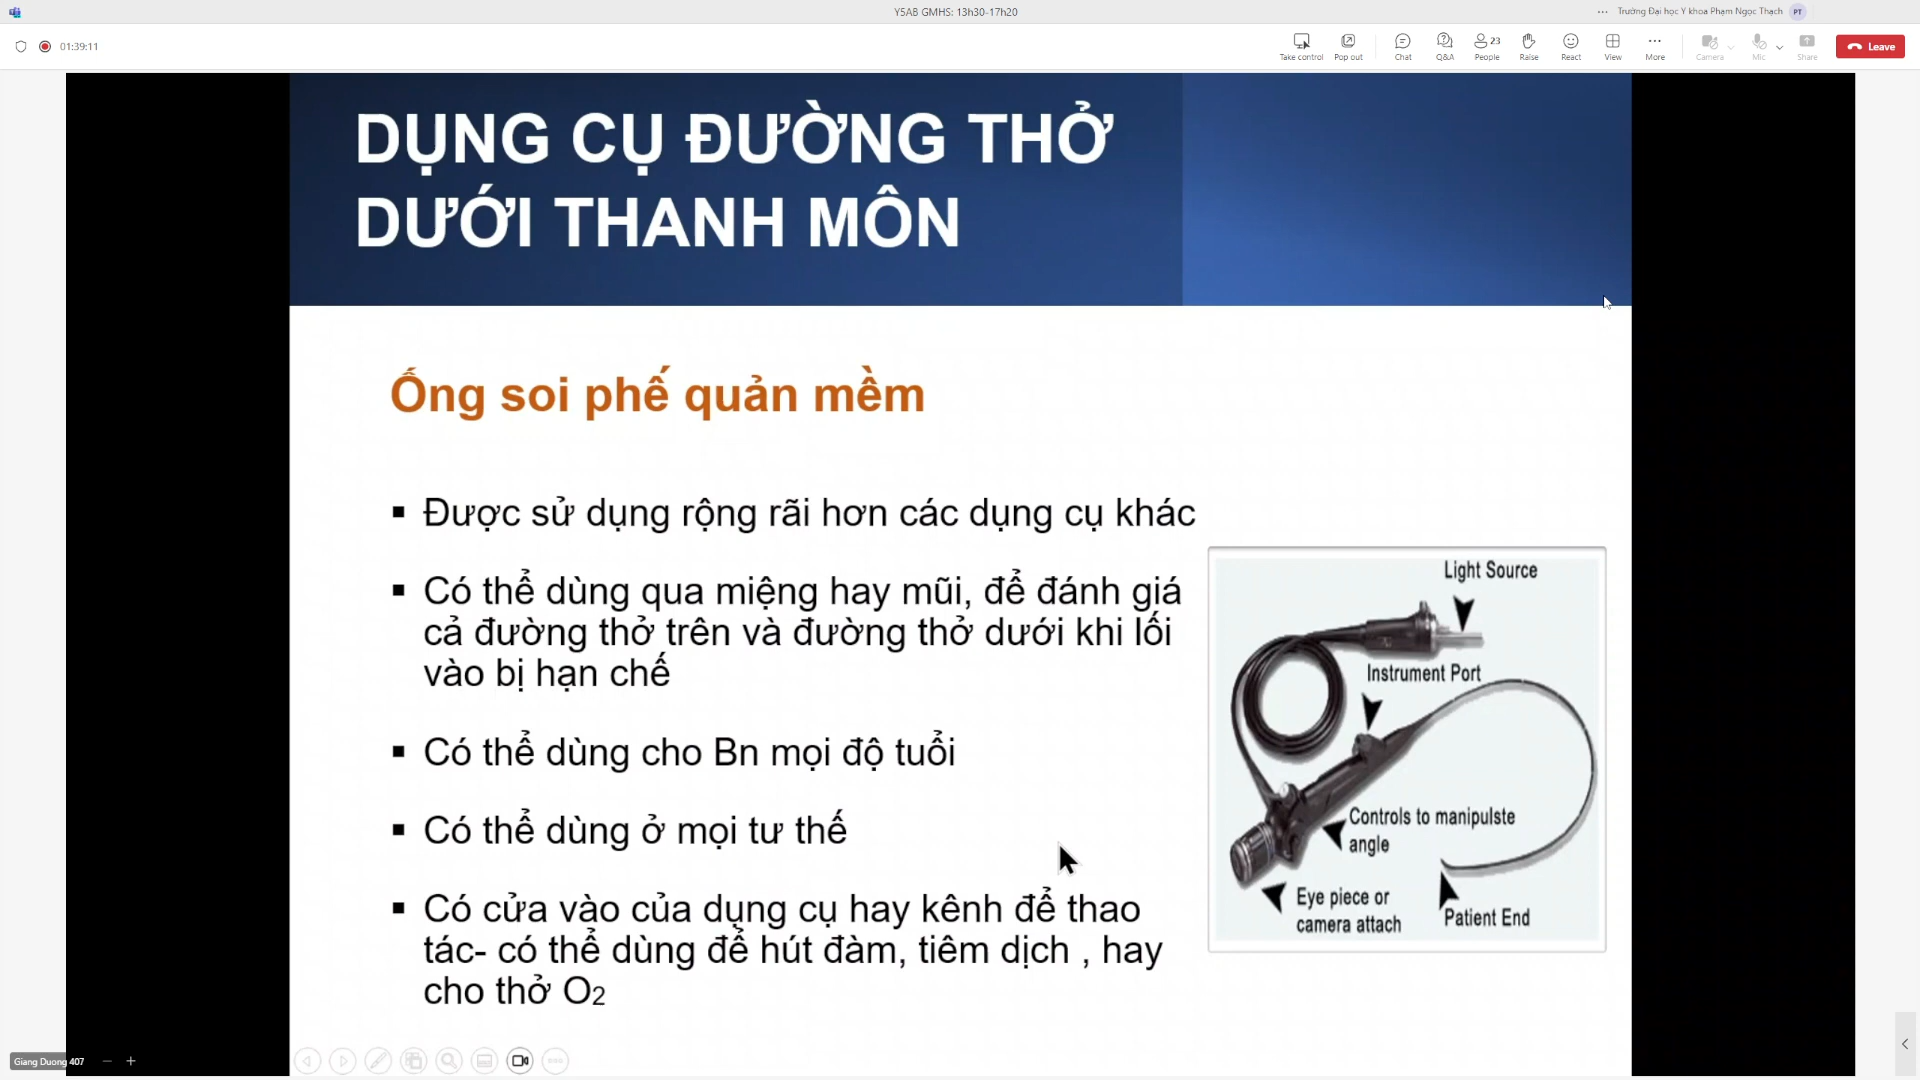 Y5AB GMHS: 13h30-17h20
Trường Đại học Y khoa Phạm Ngọc Thạch
PT
01:39:11
Take control
Pop out
Chat
Q&A
23
People
Raise
React
View
More
Camera
Mic
Share
Leave
DỤNG CỤ ĐƯỜNG THỞ
DƯỚI THANH MÔN
Ống soi phế quản mềm
▪ Được sử dụng rộng rãi hơn các dụng cụ khác
▪ Có thể dùng qua miệng hay mũi, để đánh giá
cả đường thở trên và đường thở dưới khi lối
vào bị hạn chế
▪ Có thể dùng cho Bn mọi độ tuổi
▪ Có thể dùng ở mọi tư thế
▪ Có cửa vào của dụng cụ hay kênh để thao
tác- có thể dùng để hút đàm, tiêm dịch , hay
cho thở O2
Light Source
Instrument Port
Controls to manipulste
angle
Eye piece or
camera attach
Patient End
Giang Duong 407